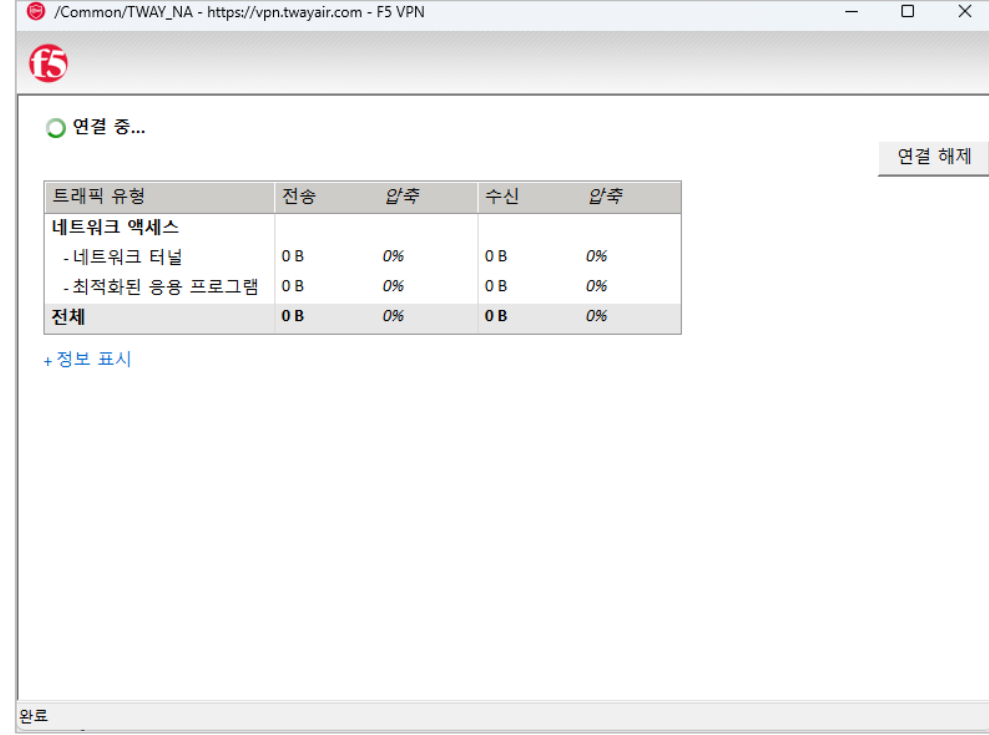 /Common/TWAY_NA - https://vpn.twayair.com - F5 VPN
f5
연결 중...
연결 해제
트래픽 유형 전송 압축 수신 압축
네트워크 액세스
- 네트워크 터널 0 B 0% 0 B 0%
- 최적화된 응용 프로그램 0 B 0% 0 B 0%
전체 0 B 0% 0 B 0%
+ 정보 표시
완료